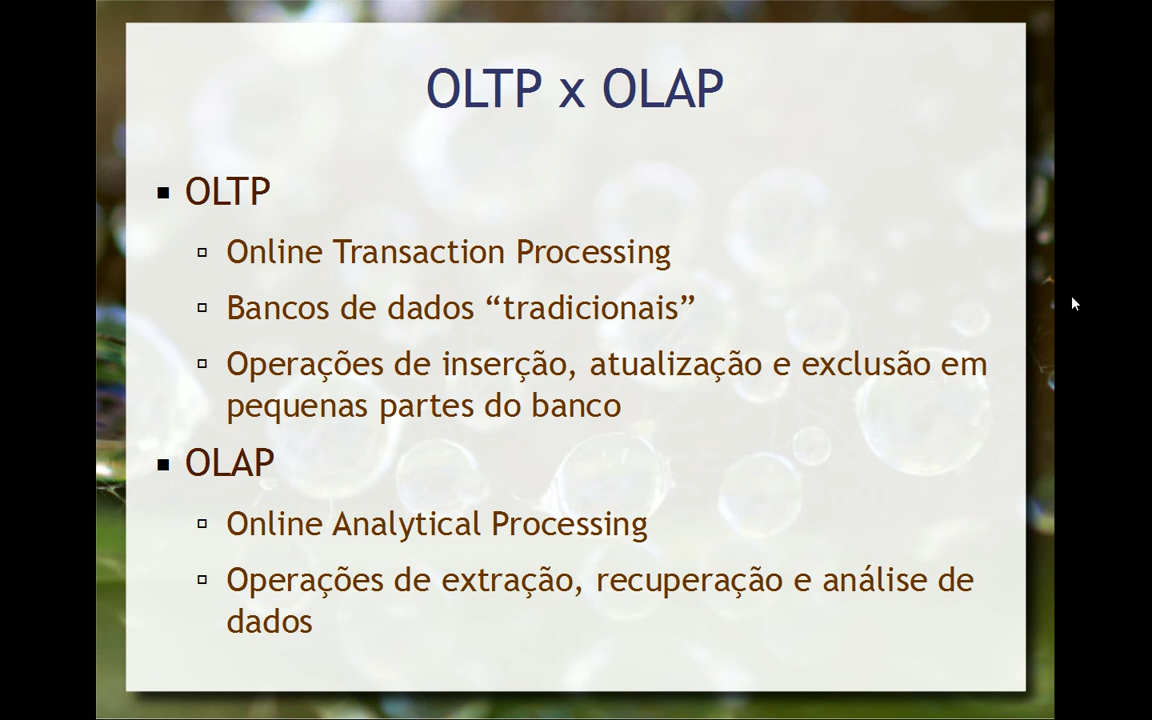 OLTP x OLAP
OLTP
Online Transaction Processing
Bancos de dados “tradicionais”
Operações de inserção, atualização e exclusão em
pequenas partes do banco
OLAP
Online Analytical Processing
Operações de extração, recuperação e análise de
dados